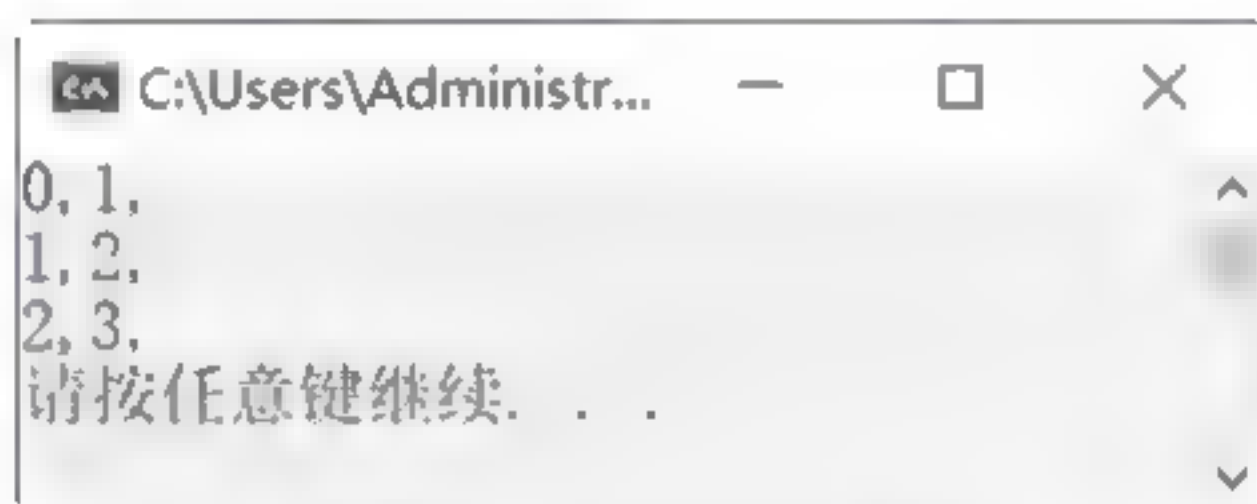 C:\Users\Administr...
0, 1,
1, 2,
2, 3,
请按任意键继续. . .